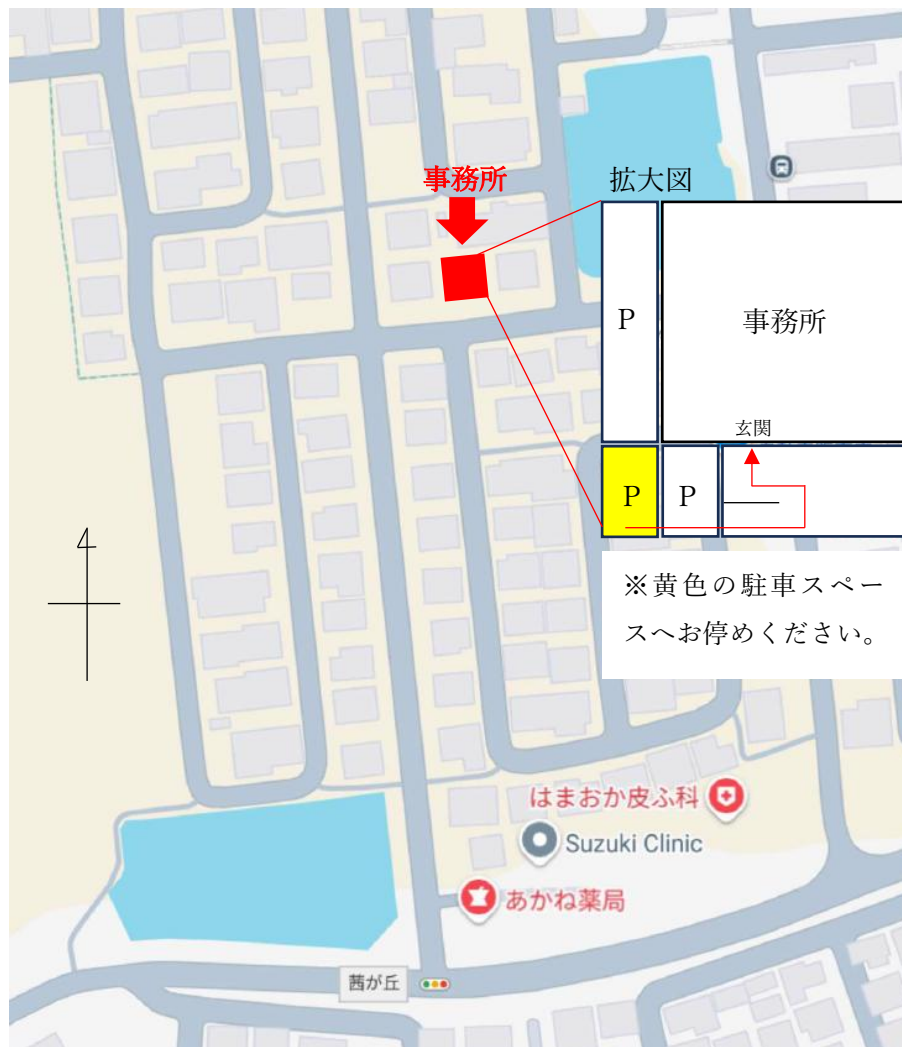 事務所
拡大図
P
事務所
玄関
P
P
※黄色の駐車スペー
スへお停めください。
はまおか皮ふ科
Suzuki Clinic
あかね薬局
茜が丘